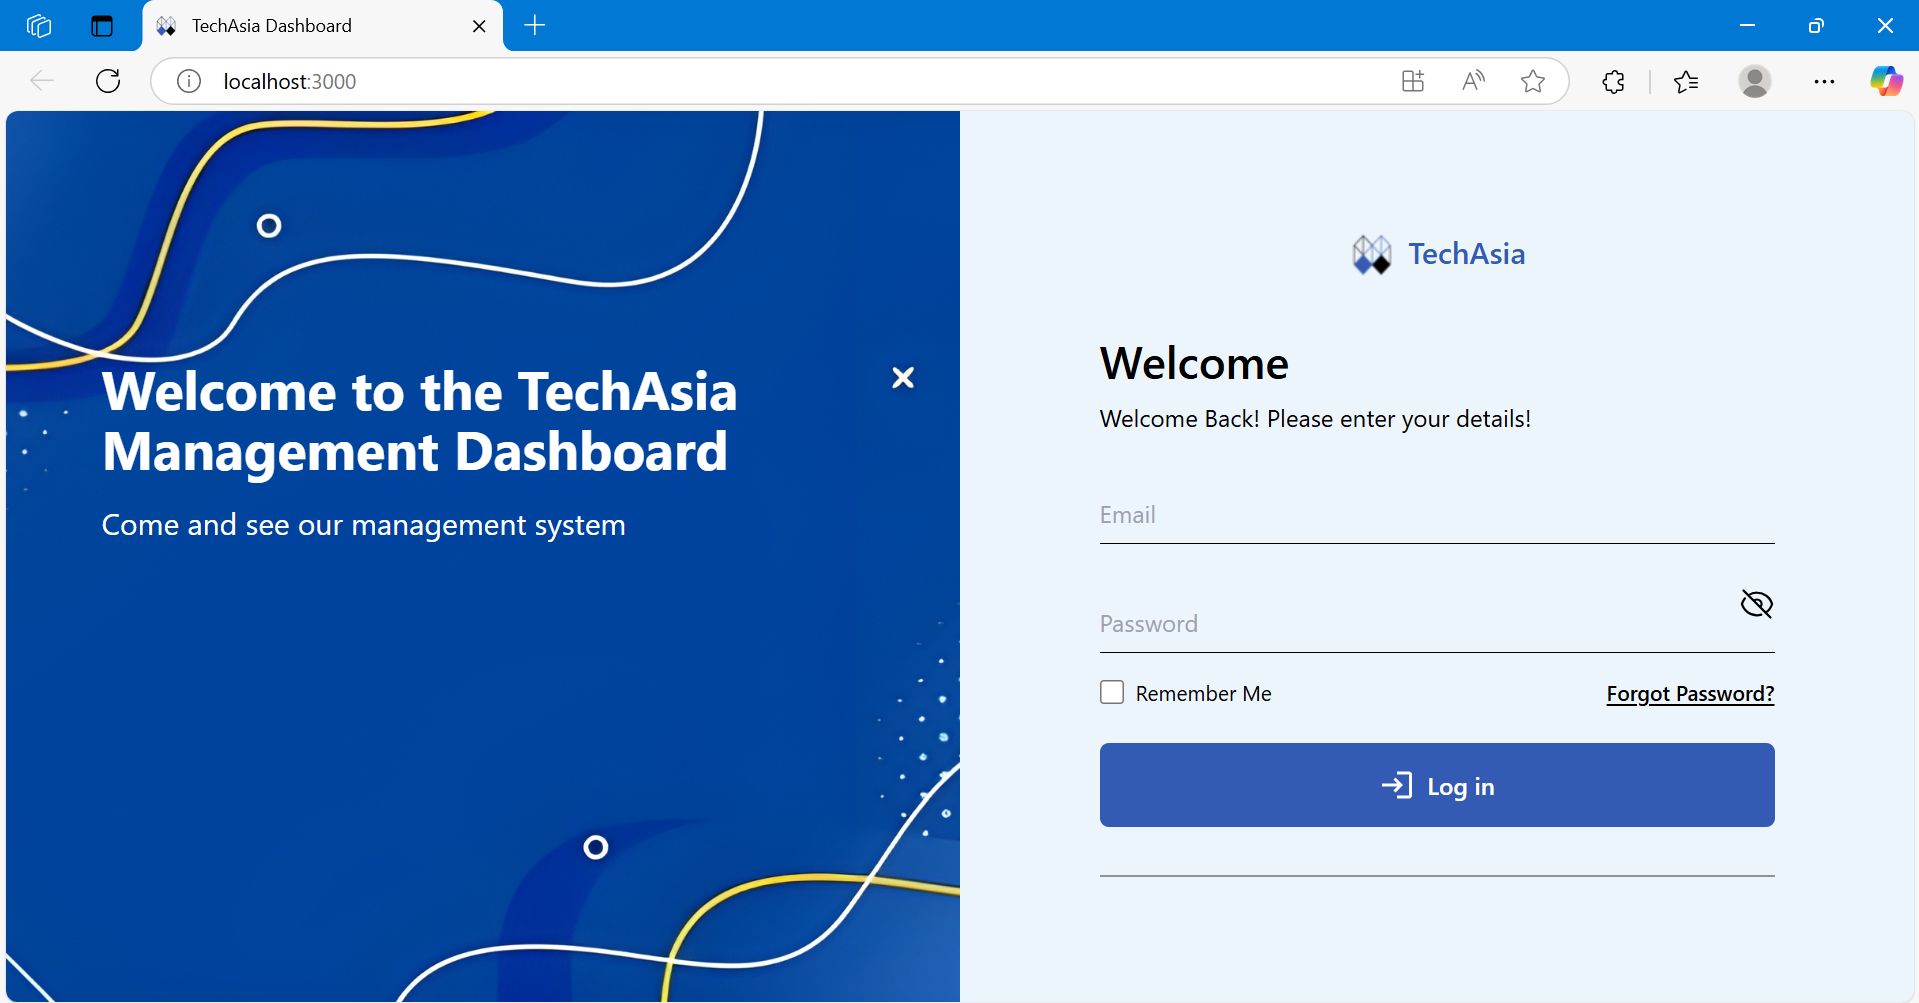 TechAsia Dashboard
localhost:3000
Welcome to the TechAsia
Management Dashboard
Come and see our management system
TechAsia
Welcome
Welcome Back! Please enter your details!
Email
Password
Remember Me
Forgot Password?
Log in